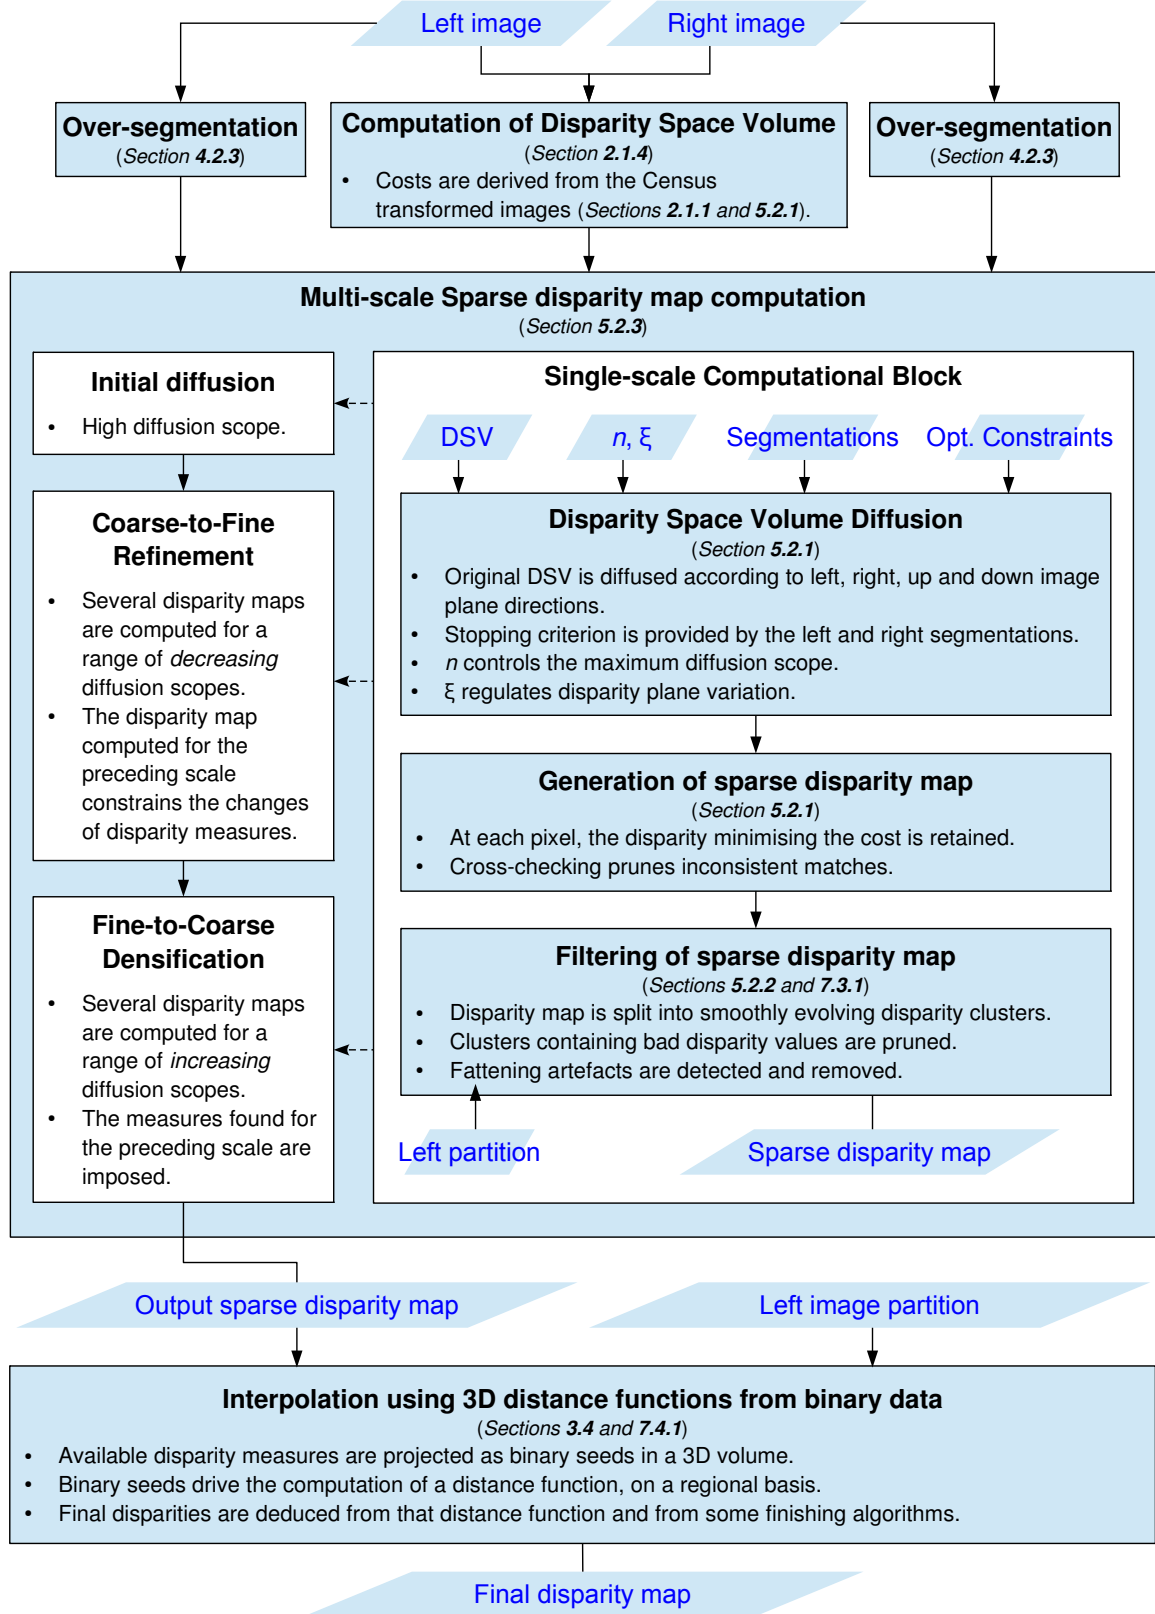 Left image
Right image
Over-segmentation
(Section 4.2.3)
Computation of Disparity Space Volume
(Section 2.1.4)
• Costs are derived from the Census
transformed images (Sections 2.1.1 and 5.2.1).
Over-segmentation
(Section 4.2.3)
Multi-scale Sparse disparity map computation
(Section 5.2.3)
Initial diffusion
• High diffusion scope.
Coarse-to-Fine
Refinement
• Several disparity maps
are computed for a
range of decreasing
diffusion scopes.
• The disparity map
computed for the
preceding scale
constrains the changes
of disparity measures.
Fine-to-Coarse
Densification
• Several disparity maps
are computed for a
range of increasing
diffusion scopes.
• The measures found for
the preceding scale are
imposed.
Single-scale Computational Block
DSV
n, ξ
Segmentations
Opt. Constraints
Disparity Space Volume Diffusion
(Section 5.2.1)
• Original DSV is diffused according to left, right, up and down image
plane directions.
• Stopping criterion is provided by the left and right segmentations.
• n controls the maximum diffusion scope.
• ξ regulates disparity plane variation.
Generation of sparse disparity map
(Section 5.2.1)
• At each pixel, the disparity minimising the cost is retained.
• Cross-checking prunes inconsistent matches.
Filtering of sparse disparity map
(Sections 5.2.2 and 7.3.1)
• Disparity map is split into smoothly evolving disparity clusters.
• Clusters containing bad disparity values are pruned.
• Fattening artefacts are detected and removed.
Left partition
Sparse disparity map
Output sparse disparity map
Left image partition
Interpolation using 3D distance functions from binary data
(Sections 3.4 and 7.4.1)
• Available disparity measures are projected as binary seeds in a 3D volume.
• Binary seeds drive the computation of a distance function, on a regional basis.
• Final disparities are deduced from that distance function and from some finishing algorithms.
Final disparity map